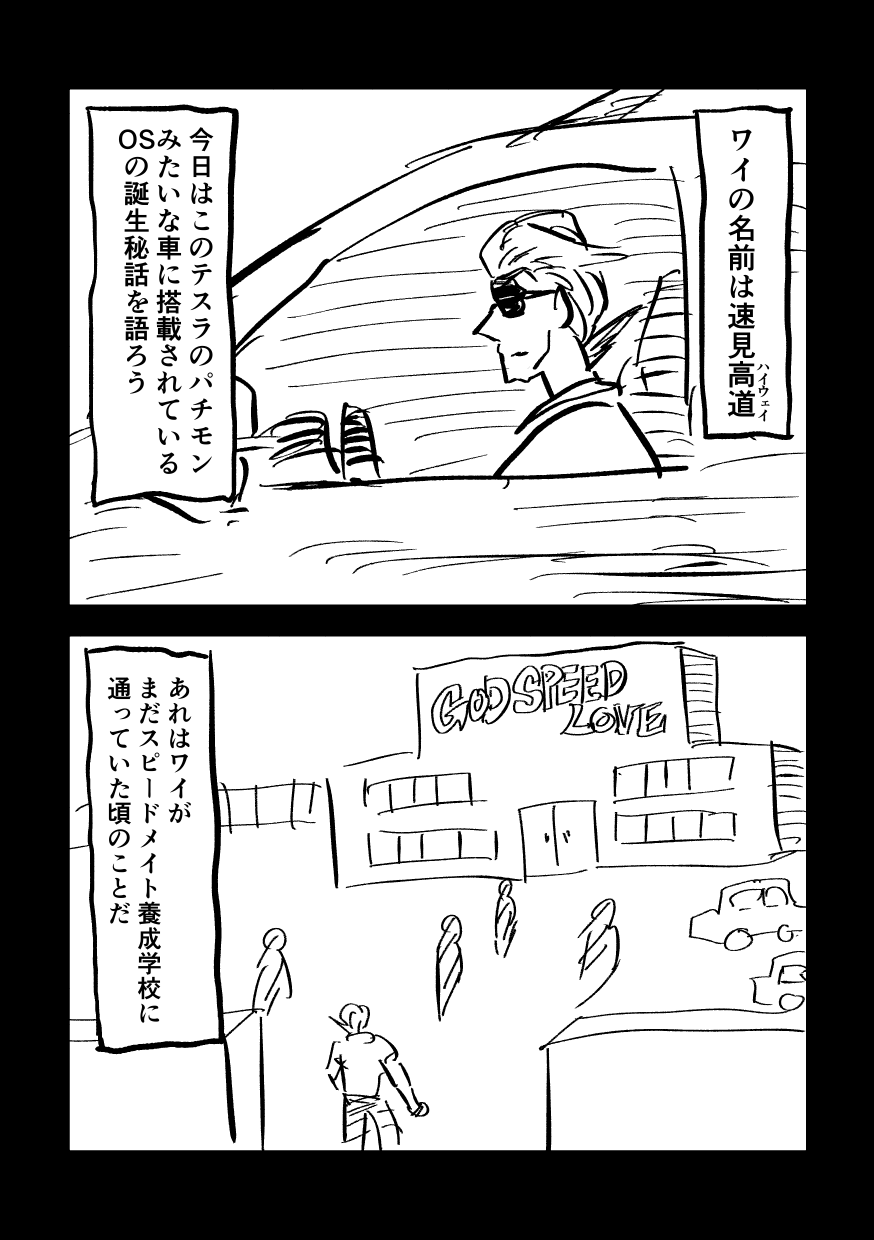 ワイの名前は速見高道
ハイウェイ
今日はこのテスラのパチモン
みたいな車に搭載されている
OSの誕生秘話を語ろう
GOD SPEED
LOVE
あれはワイが
まだスピードメイト養成学校に
通っていた頃のことだ